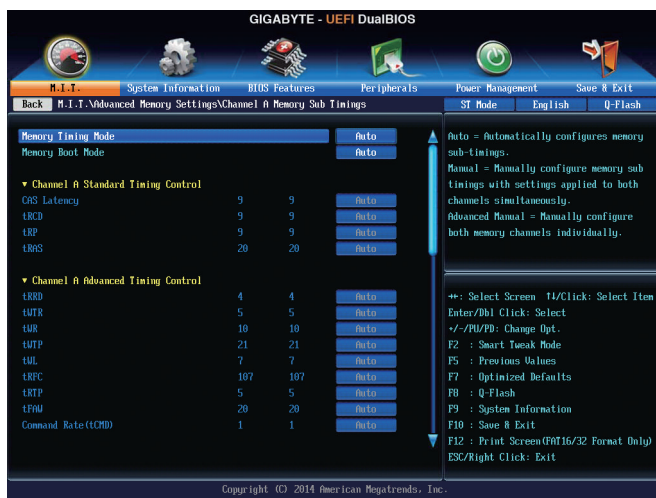 GIGABYTE - UEFI DualBIOS
M.I.T. System Information BIOS Features Peripherals Power Management Save & Exit
Back M.I.T.\Advanced Memory Settings\Channel A Memory Sub Timings ST Mode English Q-Flash
Memory Timing Mode Auto
Memory Boot Mode Auto
▼ Channel A Standard Timing Control
CAS Latency 9 9 Auto
tRCD 9 9 Auto
tRP 9 9 Auto
tRAS 20 20 Auto
▼ Channel A Advanced Timing Control
tRRD 4 4 Auto
tWTR 5 5 Auto
tWR 10 10 Auto
tWTP 21 21 Auto
tWL 7 7 Auto
tRFC 107 107 Auto
tRTP 5 5 Auto
tFAW 20 20 Auto
Command Rate(tCMD) 1 1 Auto
Auto = Automatically configures memory
sub-timings.
Manual = Manually configure memory sub
timings with settings applied to both
channels simultaneously.
Advanced Manual = Manually configure
both memory channels individually.
→←: Select Screen ↑↓/Click: Select Item
Enter/Dbl Click: Select
+/-/PU/PD: Change Opt.
F2 : Smart Tweak Mode
F5 : Previous Values
F7 : Optimized Defaults
F8 : Q-Flash
F9 : System Information
F10 : Save & Exit
F12 : Print Screen(FAT16/32 Format Only)
ESC/Right Click: Exit
Copyright (C) 2014 American Megatrends, Inc.